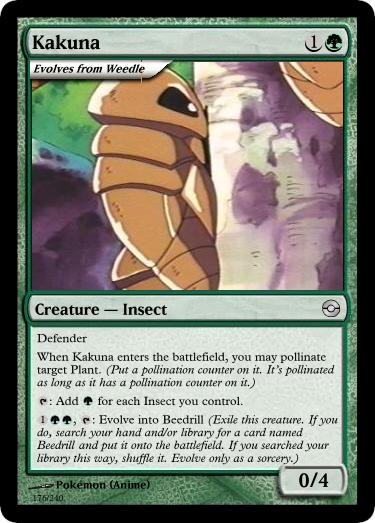 Kakuna 1
Evolves from Weedle
Creature — Insect
Defender
When Kakuna enters the battlefield, you may pollinate
target Plant. (Put a pollination counter on it. It's pollinated
as long as it has a pollination counter on it.)
: Add for each Insect you control.
1 , : Evolve into Beedrill (Exile this creature. If you
do, search your hand and/or library for a card named
Beedrill and put it onto the battlefield. If you searched your
library this way, shuffle it. Evolve only as a sorcery.)
0/4
Pokémon (Anime)
176/240